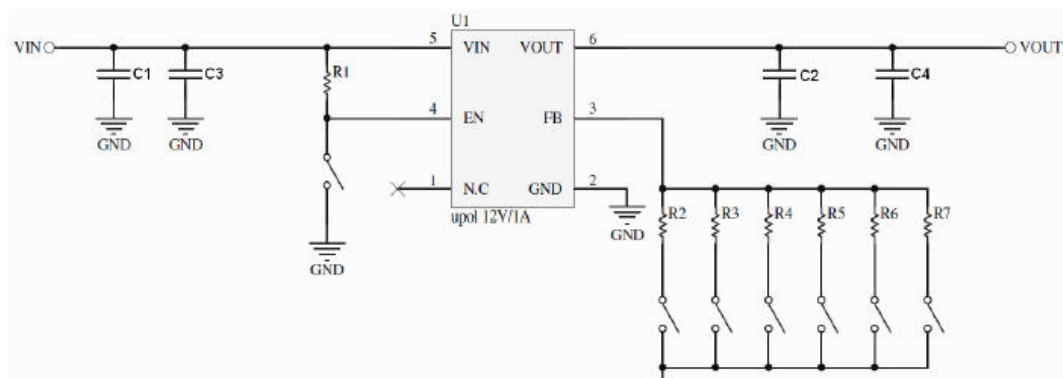 U1
VIN
5
VIN
VOUT
6
VOUT
C1
C3
R1
C2
C4
GND
GND
4
EN
FB
3
GND
GND
1
N.C
GND
2
upol 12V/1A
GND
R2
R3
R4
R5
R6
R7
GND